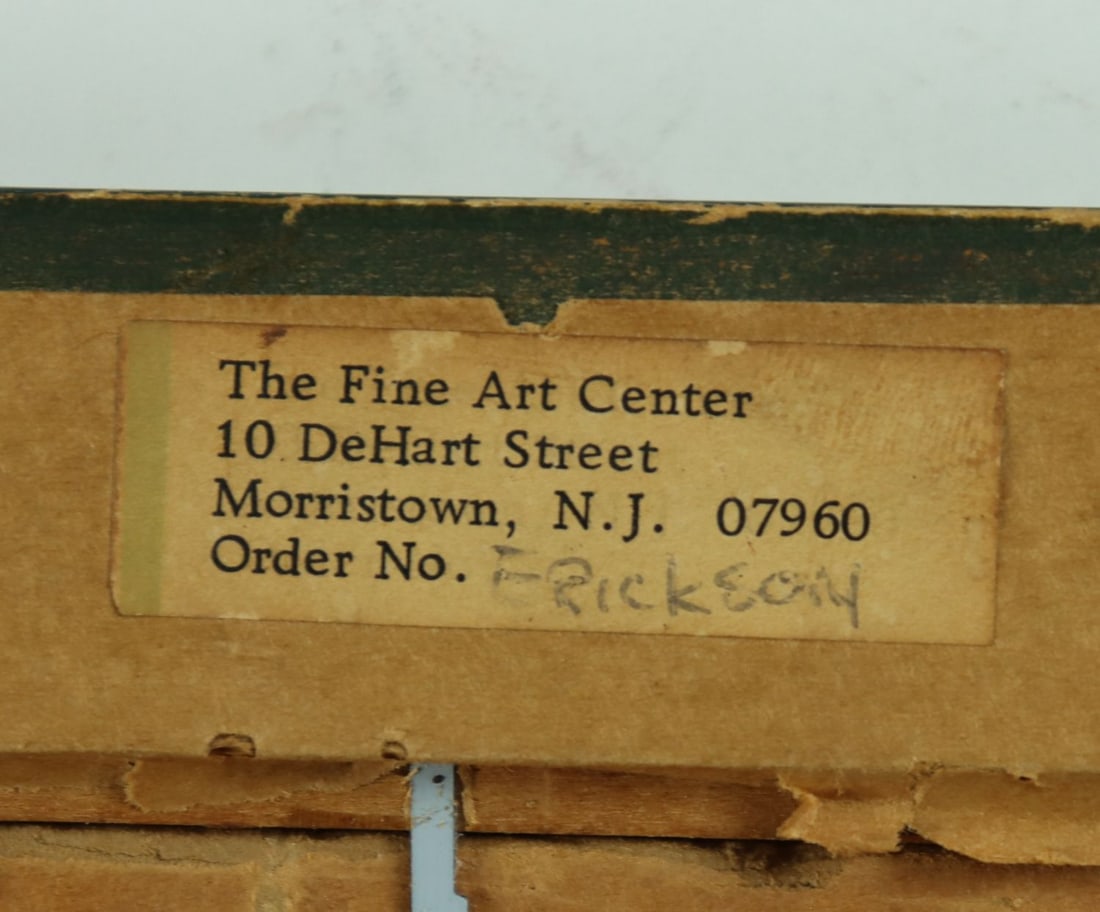 The Fine Art Center
10 DeHart Street
Morristown, N.J. 07960
Order No. ERICKSON